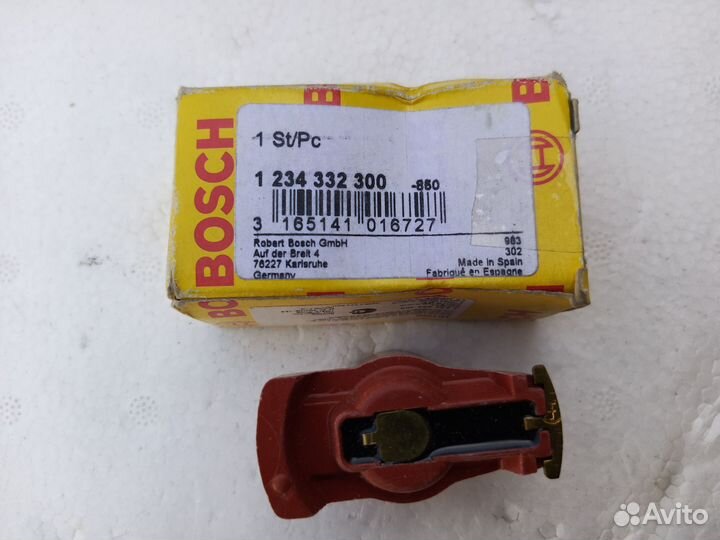 BOSCH
B
1 St/Pc
1 234 332 300 -850
3 165141 016727
Robert Bosch GmbH
Auf der Breit 4
76227 Karlsruhe
Germany
983
302
Made in Spain
Fabriqué en Espagne
BO
Avito